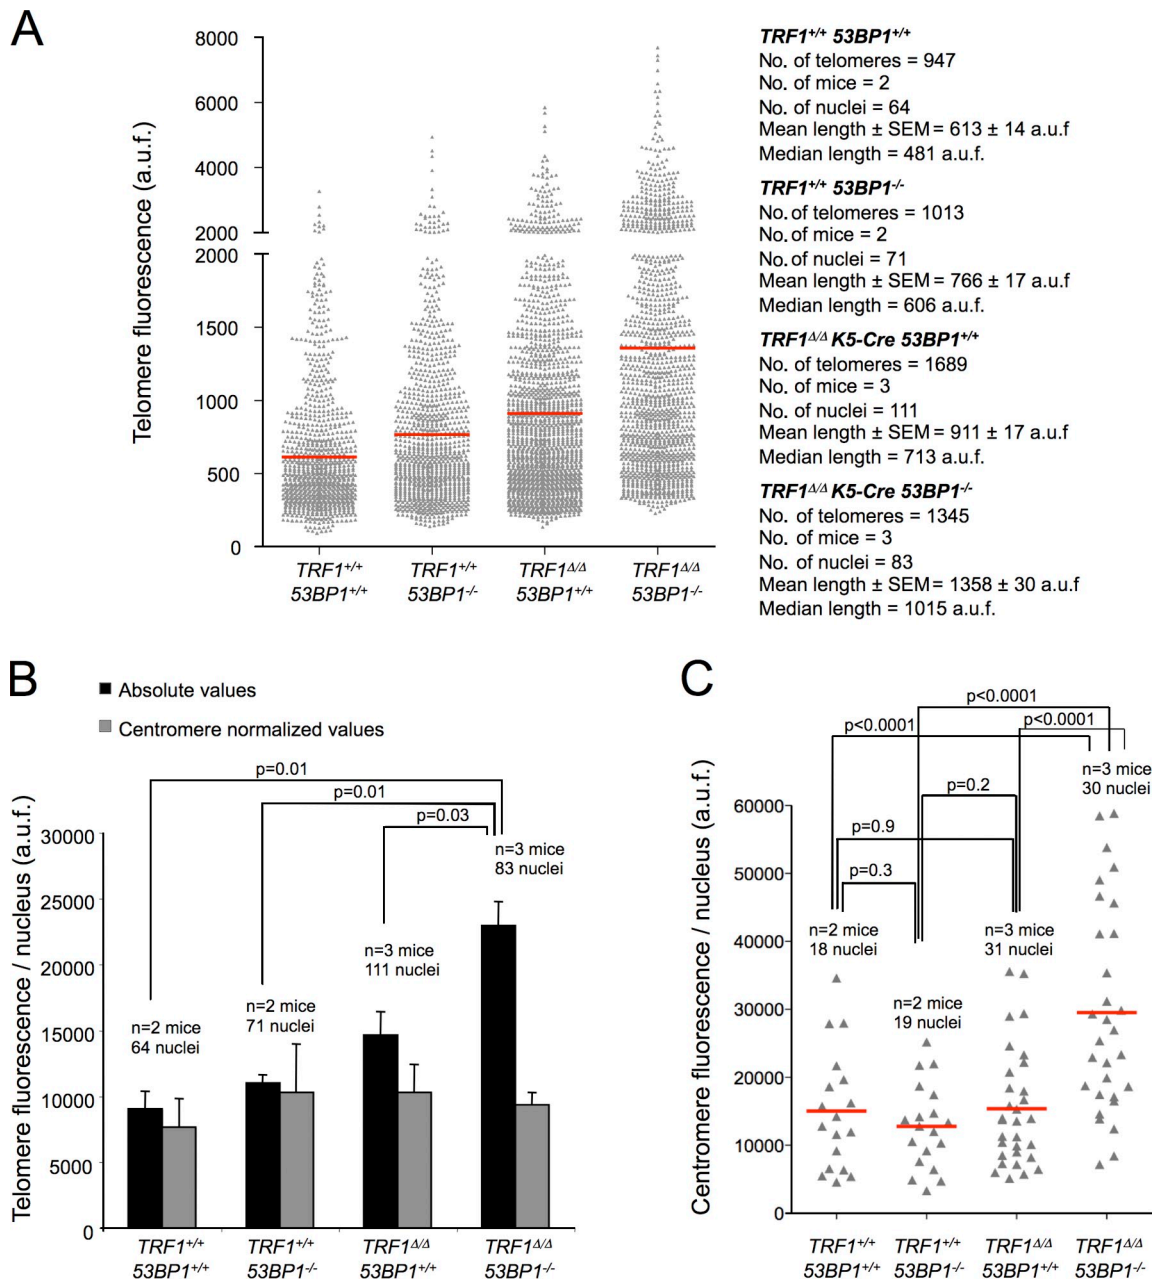 A
Telomere fluorescence (a.u.f.)
8000
6000
4000
2000
2000
1500
1000
500
0
TRF1+/+ 53BP1+/+
TRF1+/+ 53BP1-/-
TRF1Δ/Δ 53BP1+/+
TRF1Δ/Δ 53BP1-/-
TRF1+/+ 53BP1+/+
No. of telomeres = 947
No. of mice = 2
No. of nuclei = 64
Mean length ± SEM = 613 ± 14 a.u.f
Median length = 481 a.u.f.
TRF1+/+ 53BP1-/-
No. of telomeres = 1013
No. of mice = 2
No. of nuclei = 71
Mean length ± SEM = 766 ± 17 a.u.f
Median length = 606 a.u.f.
TRF1Δ/Δ K5-Cre 53BP1+/+
No. of telomeres = 1689
No. of mice = 3
No. of nuclei = 111
Mean length ± SEM = 911 ± 17 a.u.f
Median length = 713 a.u.f.
TRF1Δ/Δ K5-Cre 53BP1-/-
No. of telomeres = 1345
No. of mice = 3
No. of nuclei = 83
Mean length ± SEM = 1358 ± 30 a.u.f
Median length = 1015 a.u.f.
B
Absolute values
Centromere normalized values
Telomere fluorescence / nucleus (a.u.f.)
30000
25000
20000
15000
10000
5000
0
p=0.01
p=0.01
p=0.03
n=2 mice
64 nuclei
n=2 mice
71 nuclei
n=3 mice
111 nuclei
n=3 mice
83 nuclei
TRF1+/+ 53BP1+/+
TRF1+/+ 53BP1-/-
TRF1Δ/Δ 53BP1+/+
TRF1Δ/Δ 53BP1-/-
C
Centromere fluorescence / nucleus (a.u.f.)
60000
50000
40000
30000
20000
10000
0
p<0.0001
p<0.0001
p<0.0001
p=0.2
p=0.9
p=0.3
n=2 mice
18 nuclei
n=2 mice
19 nuclei
n=3 mice
31 nuclei
n=3 mice
30 nuclei
TRF1+/+ 53BP1+/+
TRF1+/+ 53BP1-/-
TRF1Δ/Δ 53BP1+/+
TRF1Δ/Δ 53BP1-/-